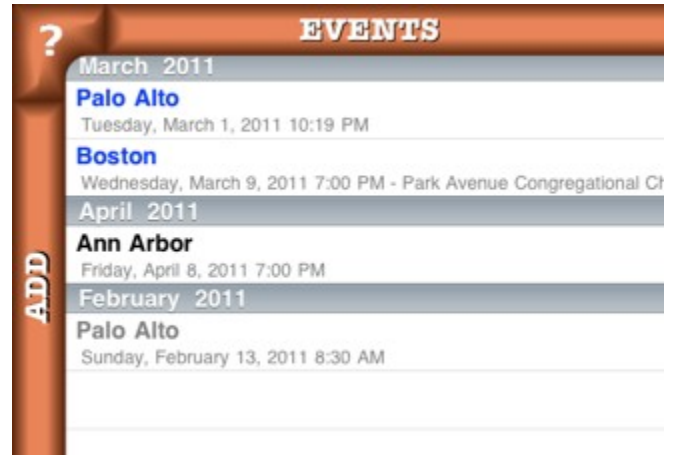 ?
EVENTS
March 2011
Palo Alto
Tuesday, March 1, 2011 10:19 PM
Boston
Wednesday, March 9, 2011 7:00 PM - Park Avenue Congregational Ch
April 2011
Ann Arbor
Friday, April 8, 2011 7:00 PM
ADD
February 2011
Palo Alto
Sunday, February 13, 2011 8:30 AM